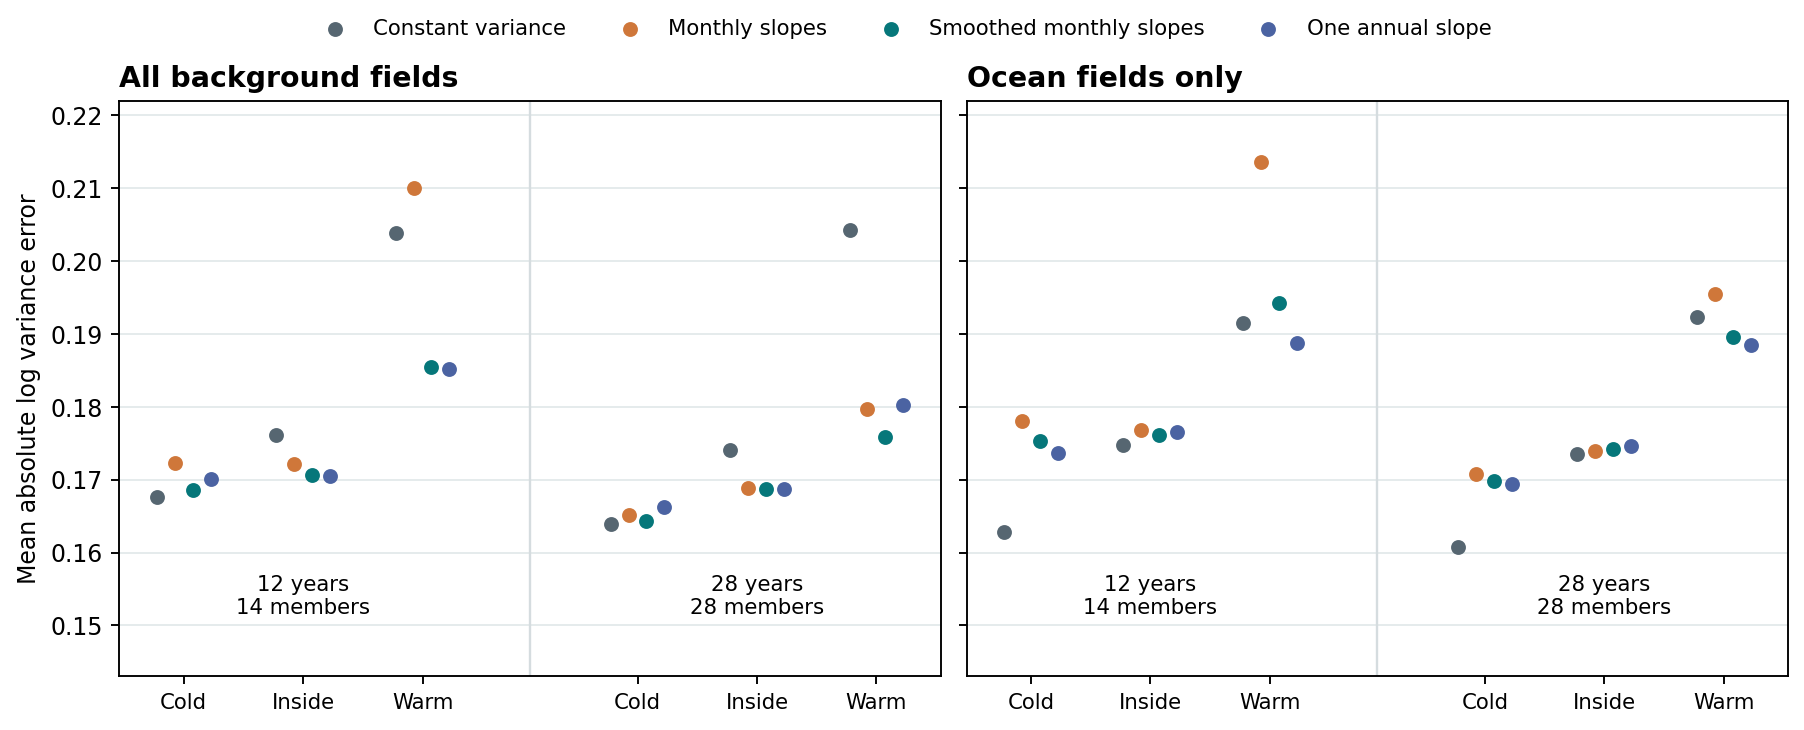 Constant variance
Monthly slopes
Smoothed monthly slopes
One annual slope
All background fields
Ocean fields only
Mean absolute log variance error
0.22
0.21
0.20
0.19
0.18
0.17
0.16
0.15
12 years
14 members
28 years
28 members
12 years
14 members
28 years
28 members
Cold
Inside
Warm
Cold
Inside
Warm
Cold
Inside
Warm
Cold
Inside
Warm